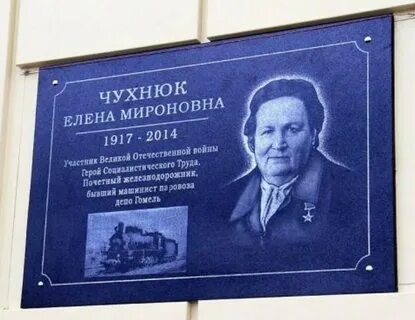 ЧУХНЮК
ЕЛЕНА МИРОНОВНА
1917 - 2014
Участник Великой Отечественной войны
Герой Социалистического Труда,
Почетный железнодорожник,
бывший машинист паровоза
депо Гомель